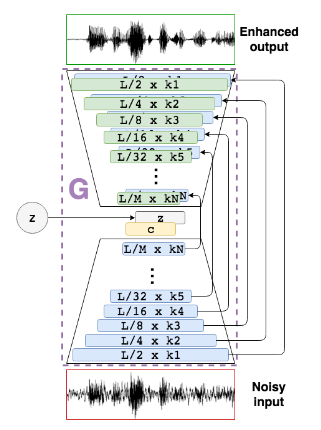 Enhanced
output
L/2 x k1
L/4 x k2
L/8 x k3
L/16 x k4
L/32 x k5
L/M x kN
G
z
z
c
L/M x kN
L/32 x k5
L/16 x k4
L/8 x k3
L/4 x k2
L/2 x k1
Noisy
input